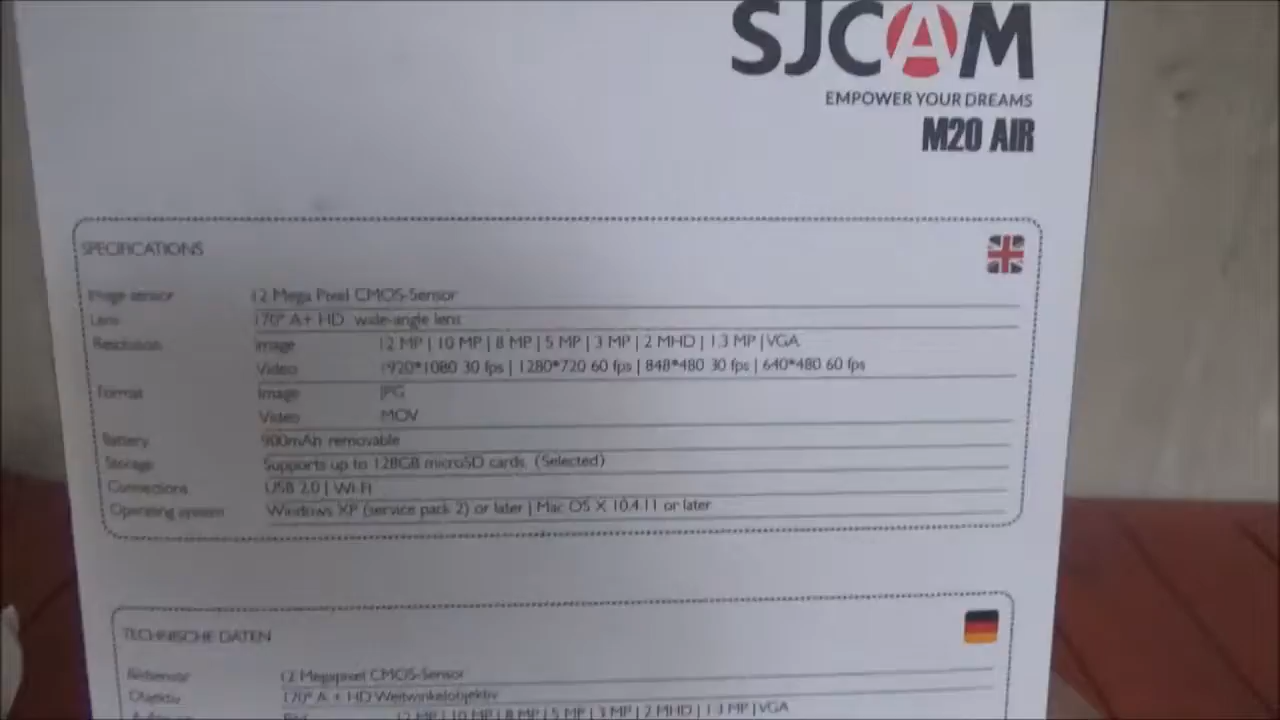 SJCAM
EMPOWER YOUR DREAMS
M20 AIR
SPECIFICATIONS
Image sensor 12 Mega Pixel CMOS-Sensor
Lens 170° A+ HD wide-angle lens
Resolution Image 12 MP | 10 MP | 8 MP | 5 MP | 3 MP | 2 MHD | 1.3 MP | VGA
Video 1920*1080 30 fps | 1280*720 60 fps | 848*480 30 fps | 640*480 60 fps
Format Image JPG
Video MOV
Battery 900mAh removable
Storage Supports up to 128GB microSD cards (Selected)
Connections USB 2.0 | Wi-Fi
Operating system Windows XP (service pack 2) or later | Mac OS X 10.4.11 or later
TECHNISCHE DATEN
Bildsensor 12 Megapixel CMOS-Sensor
Objektiv 170° A + HD Weitwinkelobjektiv
Bild 12 MP | 10 MP | 8 MP | 5 MP | 3 MP | 2 MHD | 1.3 MP | VGA